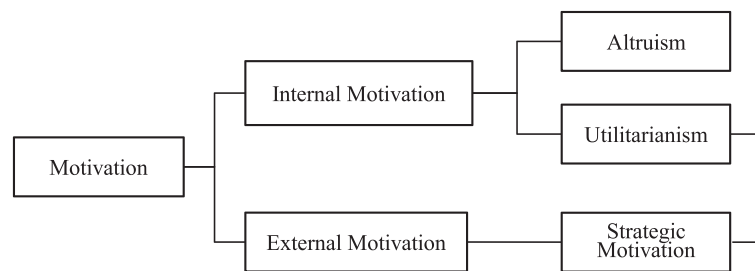 Altruism
Internal Motivation
Utilitarianism
Motivation
External Motivation
Strategic
Motivation